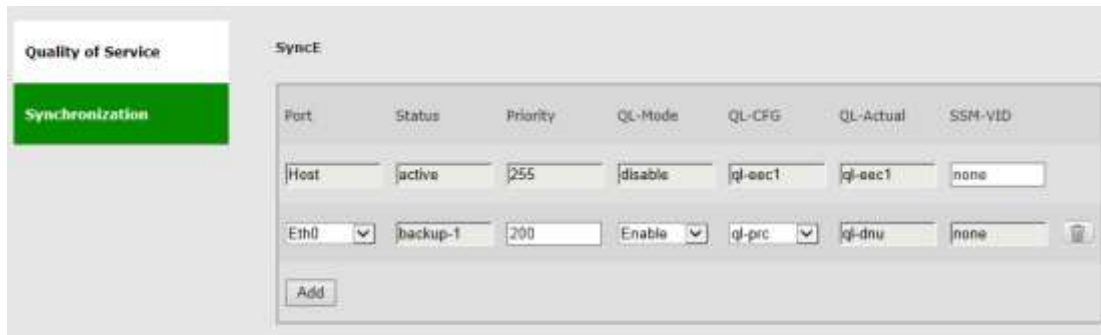 Quality of Service
Synchronization
SyncE
Port Status Priority QL-Mode QL-CFG QL-Actual SSM-VID
Host active 255 disable ql-eec1 ql-eec1 none
Eth0 backup-1 200 Enable ql-prc ql-dnu none
Add